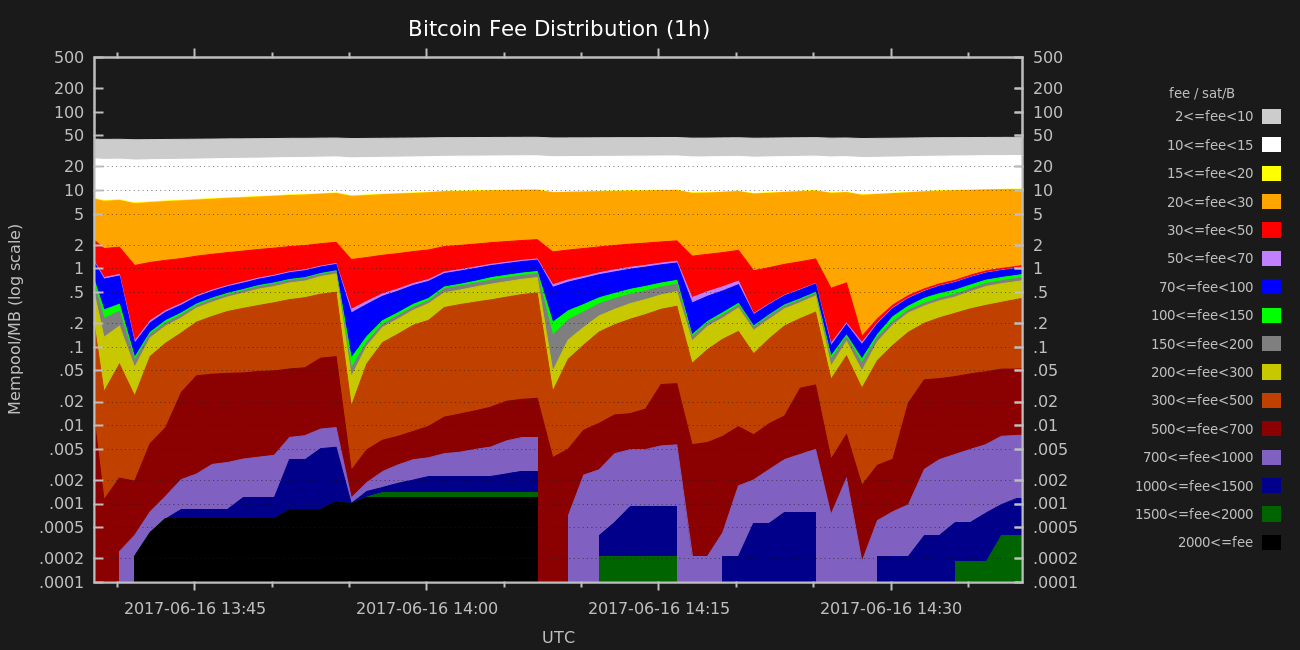 Bitcoin Fee Distribution (1h)
500 500
200 200
100 100
50 50
20 20
10 10
5 5
2 2
1 1
.5 .5
.2 .2
.1 .1
.05 .05
.02 .02
.01 .01
.005 .005
.002 .002
.001 .001
.0005 .0005
.0002 .0002
.0001 .0001
Mempool/MB (log scale)
2017-06-16 13:45 2017-06-16 14:00 2017-06-16 14:15 2017-06-16 14:30
UTC
fee / sat/B
2<=fee<10
10<=fee<15
15<=fee<20
20<=fee<30
30<=fee<50
50<=fee<70
70<=fee<100
100<=fee<150
150<=fee<200
200<=fee<300
300<=fee<500
500<=fee<700
700<=fee<1000
1000<=fee<1500
1500<=fee<2000
2000<=fee